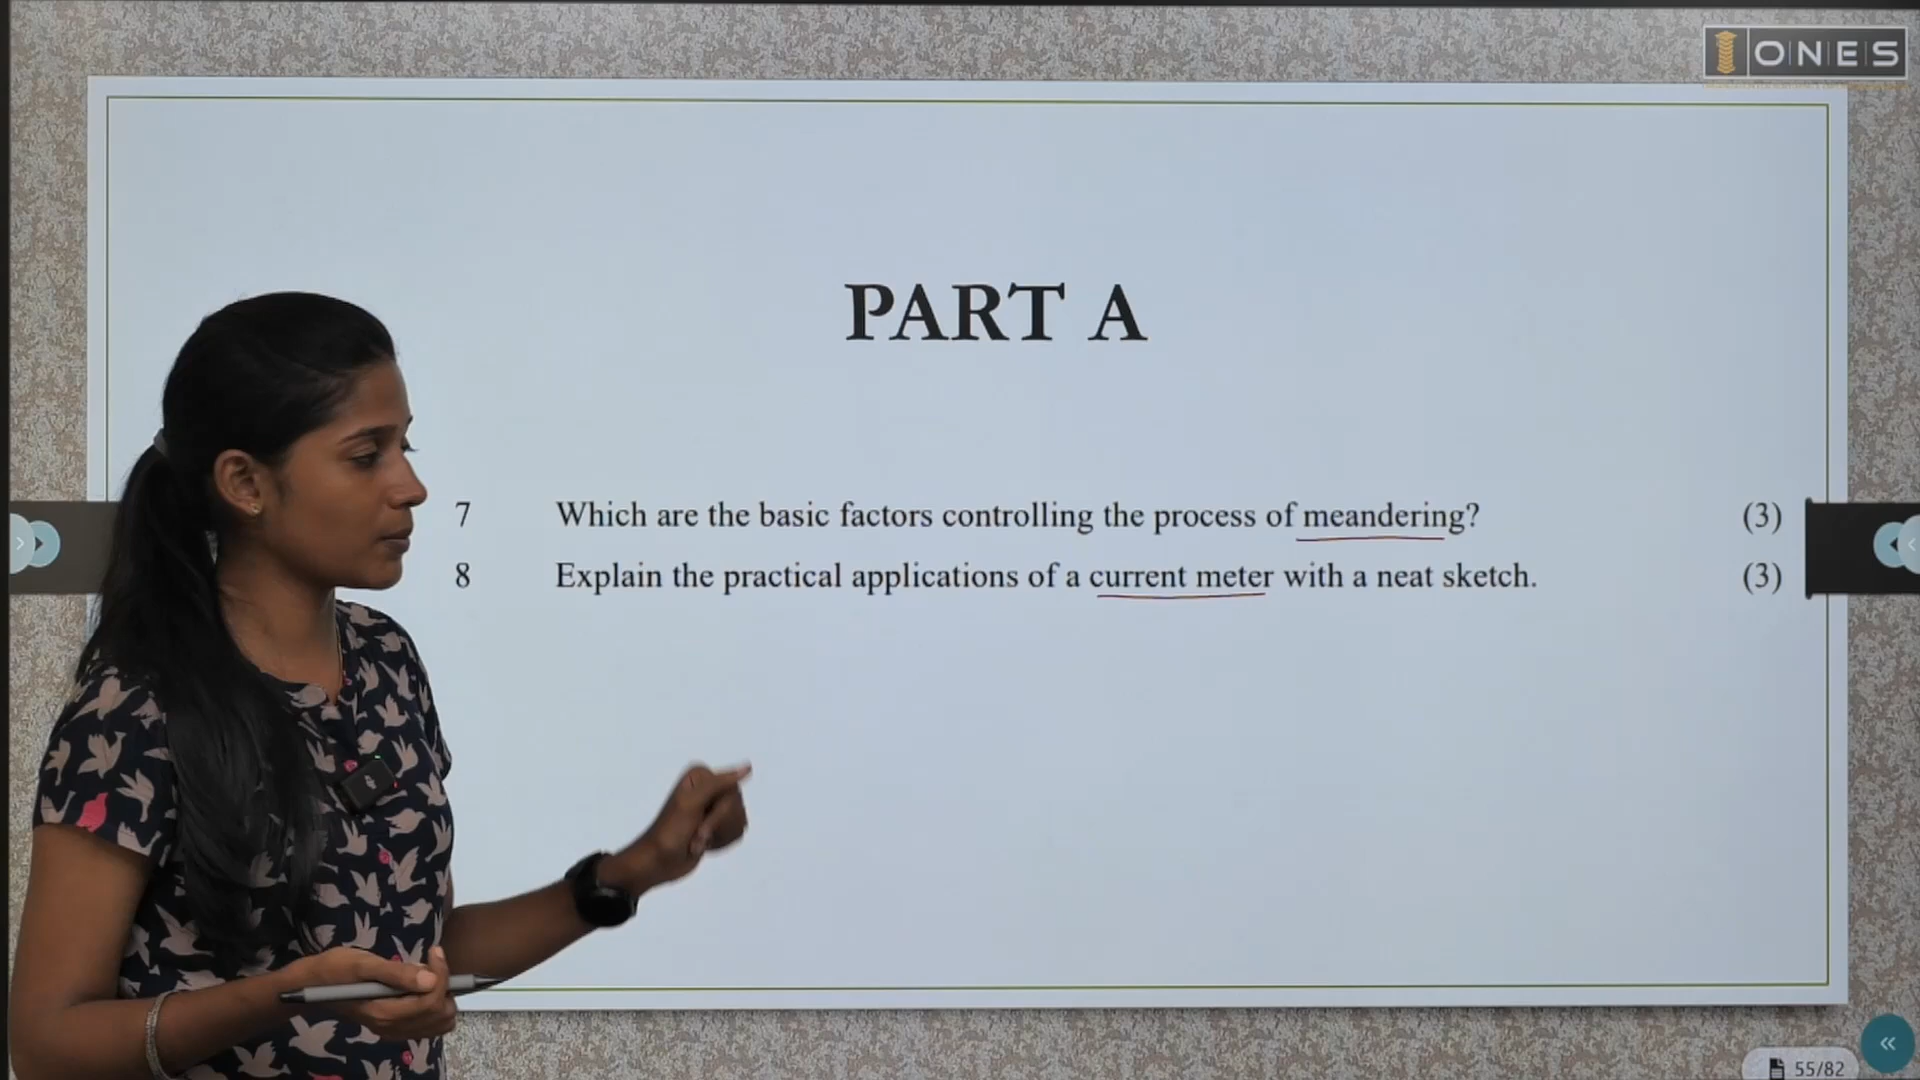 ONES
PART A
7 Which are the basic factors controlling the process of meandering? (3)
8 Explain the practical applications of a current meter with a neat sketch. (3)
55/82